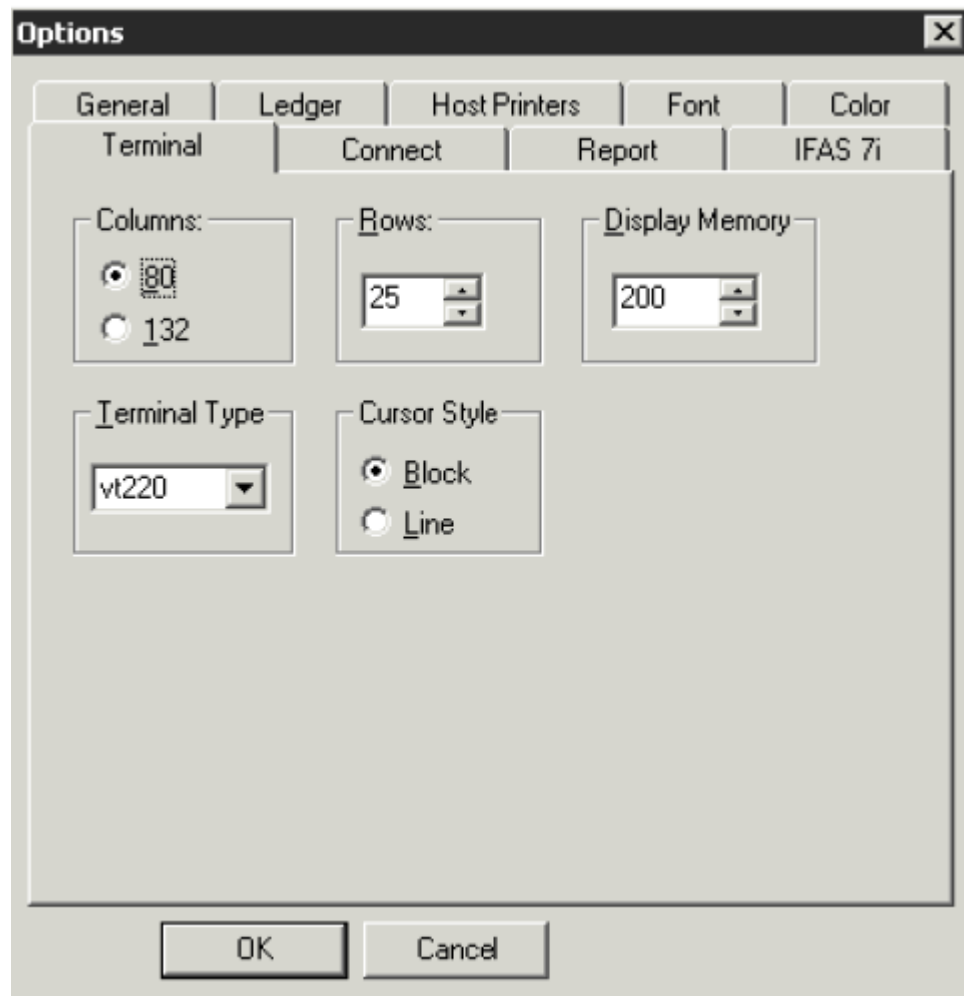 Options
General Ledger Host Printers Font Color
Terminal Connect Report IFAS 7i
Columns: Rows: Display Memory
80 25 200
132
Terminal Type Cursor Style
vt220 Block
Line
OK Cancel